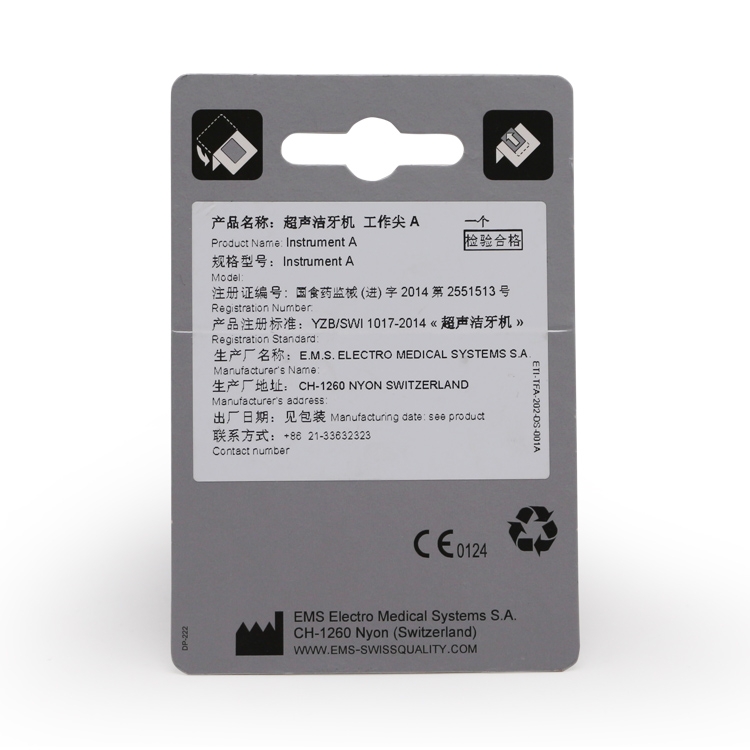 产品名称：超声洁牙机 工作尖 A 一个
Product Name: Instrument A 检验合格
规格型号：Instrument A
Model:
注册证编号：国食药监械 (进) 字 2014 第 2551513 号
Registration Number:
产品注册标准：YZB/SWI 1017-2014 « 超声洁牙机 »
Registration Standard:
生产厂名称：E.M.S. ELECTRO MEDICAL SYSTEMS S.A.
Manufacturer's Name:
生产厂地址：CH-1260 NYON SWITZERLAND
Manufacturer's address:
出厂日期：见包装 Manufacturing date: see product
联系方式：+86 21-33632323
Contact number
ETI-TFA-202-DS-001A
CE 0124
EMS Electro Medical Systems S.A.
CH-1260 Nyon (Switzerland)
WWW.EMS-SWISSQUALITY.COM
DP-222